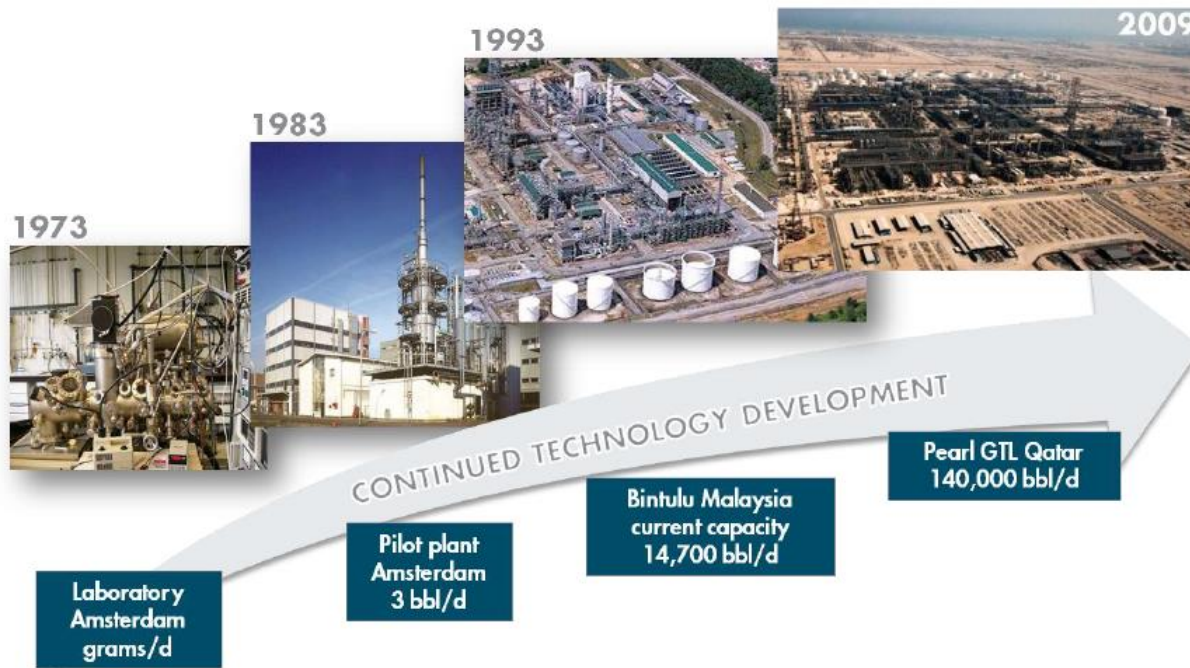 1973
1983
1993
2009
CONTINUED TECHNOLOGY DEVELOPMENT
Laboratory
Amsterdam
grams/d
Pilot plant
Amsterdam
3 bbl/d
Bintulu Malaysia
current capacity
14,700 bbl/d
Pearl GTL Qatar
140,000 bbl/d